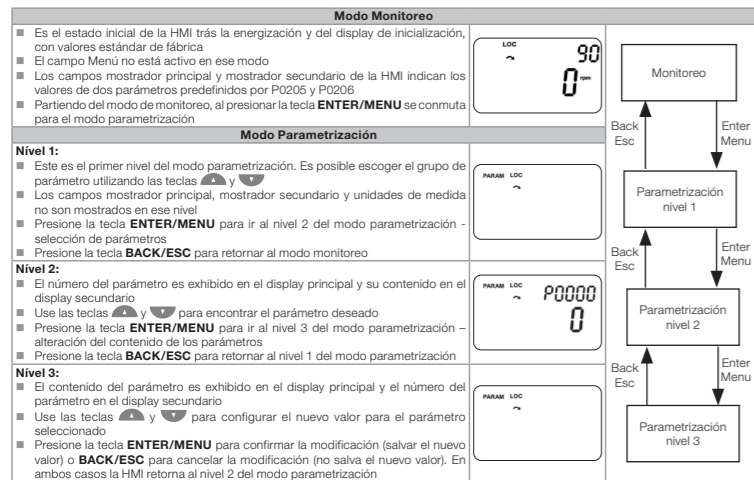 Modo Monitoreo
■ Es el estado inicial de la HMI trás la energización y del display de inicialización,
con valores estándar de fábrica
■ El campo Menú no está activo en ese modo
■ Los campos mostrador principal y mostrador secundario de la HMI indican los
valores de dos parámetros predefinidos por P0205 y P0206
■ Partiendo del modo de monitoreo, al presionar la tecla ENTER/MENU se conmuta
para el modo parametrización
LOC
90
0 rpm
Modo Parametrización
Nível 1:
■ Este es el primer nivel del modo parametrización. Es posible escoger el grupo de
parámetro utilizando las teclas y
■ Los campos mostrador principal, mostrador secundario y unidades de medida
no son mostrados en ese nivel
■ Presione la tecla ENTER/MENU para ir al nivel 2 del modo parametrización -
selección de parámetros
■ Presione la tecla BACK/ESC para retornar al modo monitoreo
PARAM LOC
Nível 2:
■ El número del parámetro es exhibido en el display principal y su contenido en el
display secundario
■ Use las teclas y para encontrar el parámetro deseado
■ Presione la tecla ENTER/MENU para ir al nivel 3 del modo parametrización –
alteración del contenido de los parámetros
■ Presione la tecla BACK/ESC para retornar al nivel 1 del modo parametrización
PARAM LOC
P0000
0
Nível 3:
■ El contenido del parámetro es exhibido en el display principal y el número del
parámetro en el display secundario
■ Use las teclas y para configurar el nuevo valor para el parámetro
seleccionado
■ Presione la tecla ENTER/MENU para confirmar la modificación (salvar el nuevo
valor) o BACK/ESC para cancelar la modificación (no salva el nuevo valor). En
ambos casos la HMI retorna al nivel 2 del modo parametrización
PARAM LOC
Monitoreo
Back
Esc
Enter
Menu
Parametrización
nivel 1
Back
Esc
Enter
Menu
Parametrización
nivel 2
Back
Esc
Enter
Menu
Parametrización
nivel 3